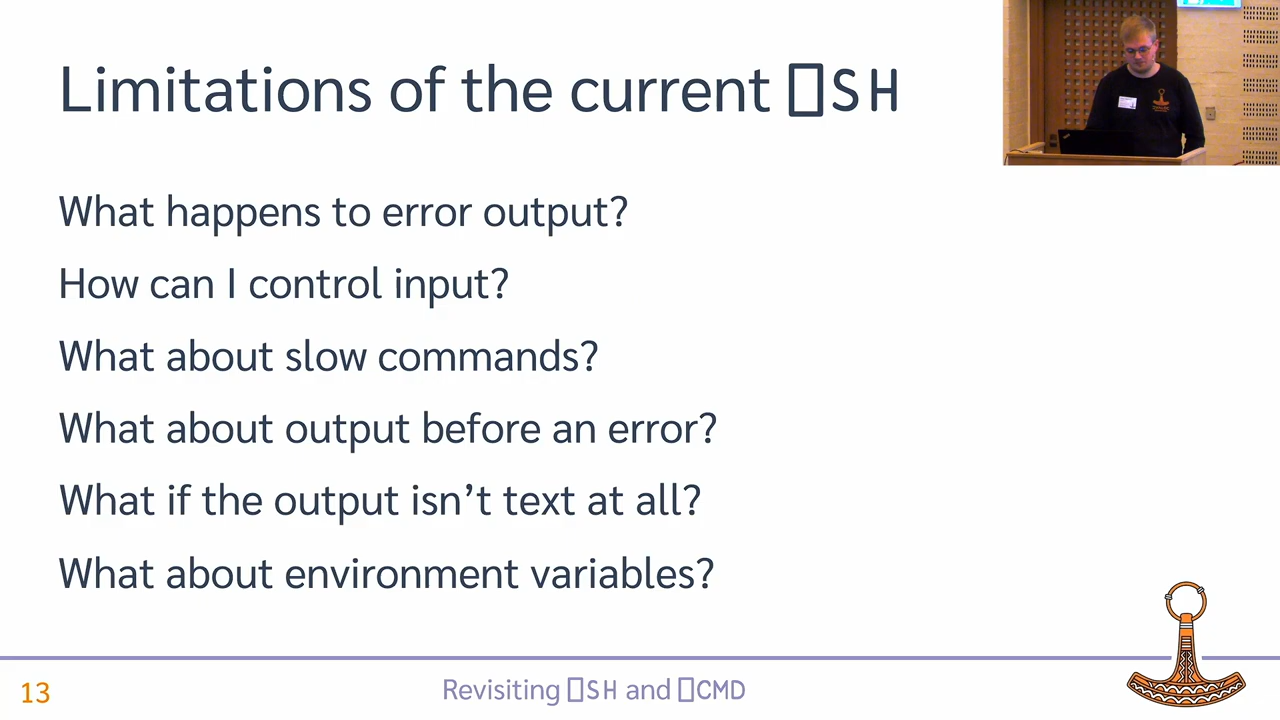 Limitations of the current ⎕SH
What happens to error output?
How can I control input?
What about slow commands?
What about output before an error?
What if the output isn’t text at all?
What about environment variables?
13
Revisiting ⎕SH and ⎕CMD